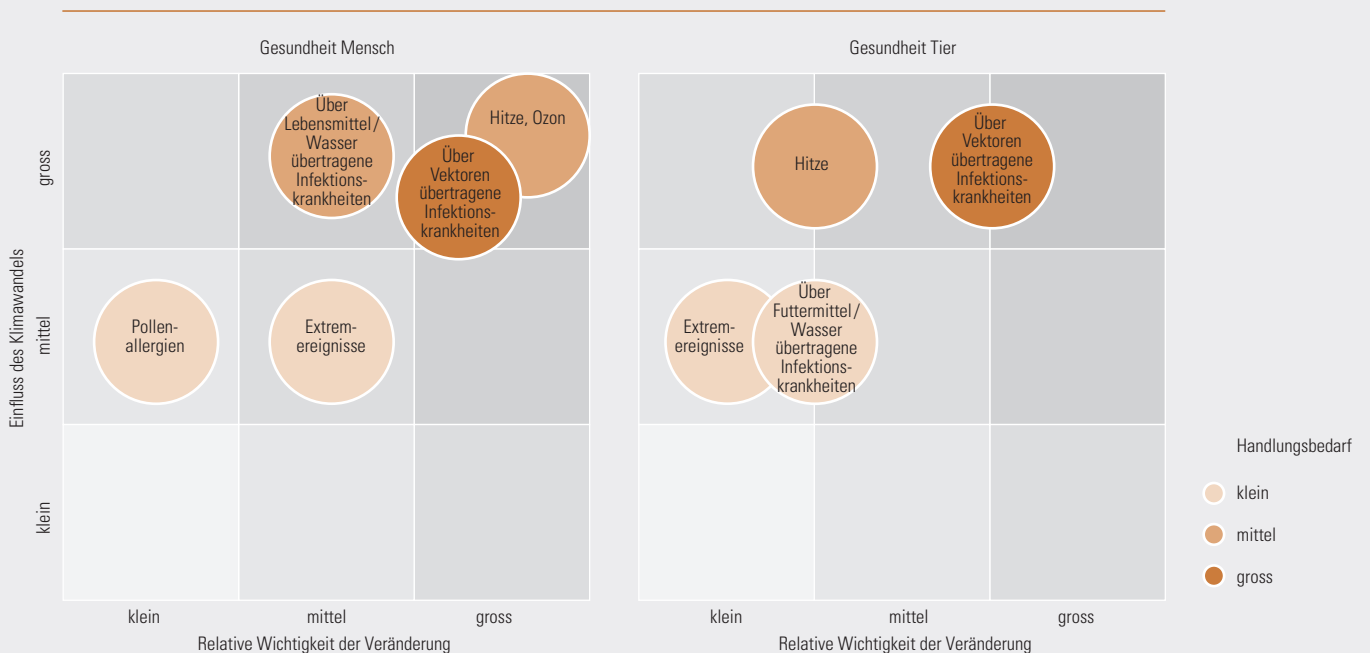 Gesundheit Mensch
Gesundheit Tier
Einfluss des Klimawandels
gross
mittel
klein
Über
Lebensmittel /
Wasser
übertragene
Infektions-
krankheiten
Hitze, Ozon
Über
Vektoren
übertragene
Infektions-
krankheiten
Pollen-
allergien
Extrem-
ereignisse
klein
mittel
gross
Relative Wichtigkeit der Veränderung
Hitze
Über
Vektoren
übertragene
Infektions-
krankheiten
Extrem-
ereignisse
Über
Futtermittel /
Wasser
übertragene
Infektions-
krankheiten
klein
mittel
gross
Relative Wichtigkeit der Veränderung
Handlungsbedarf
klein
mittel
gross